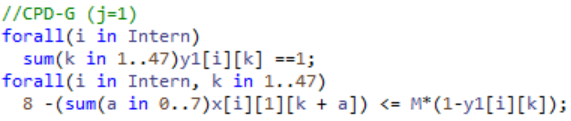 //CPD-G (j=1)
forall(i in Intern)
  sum(k in 1..47)y1[i][k] ==1;
forall(i in Intern, k in 1..47)
  8 -(sum(a in 0..7)x[i][1][k + a]) <= M*(1-y1[i][k]);